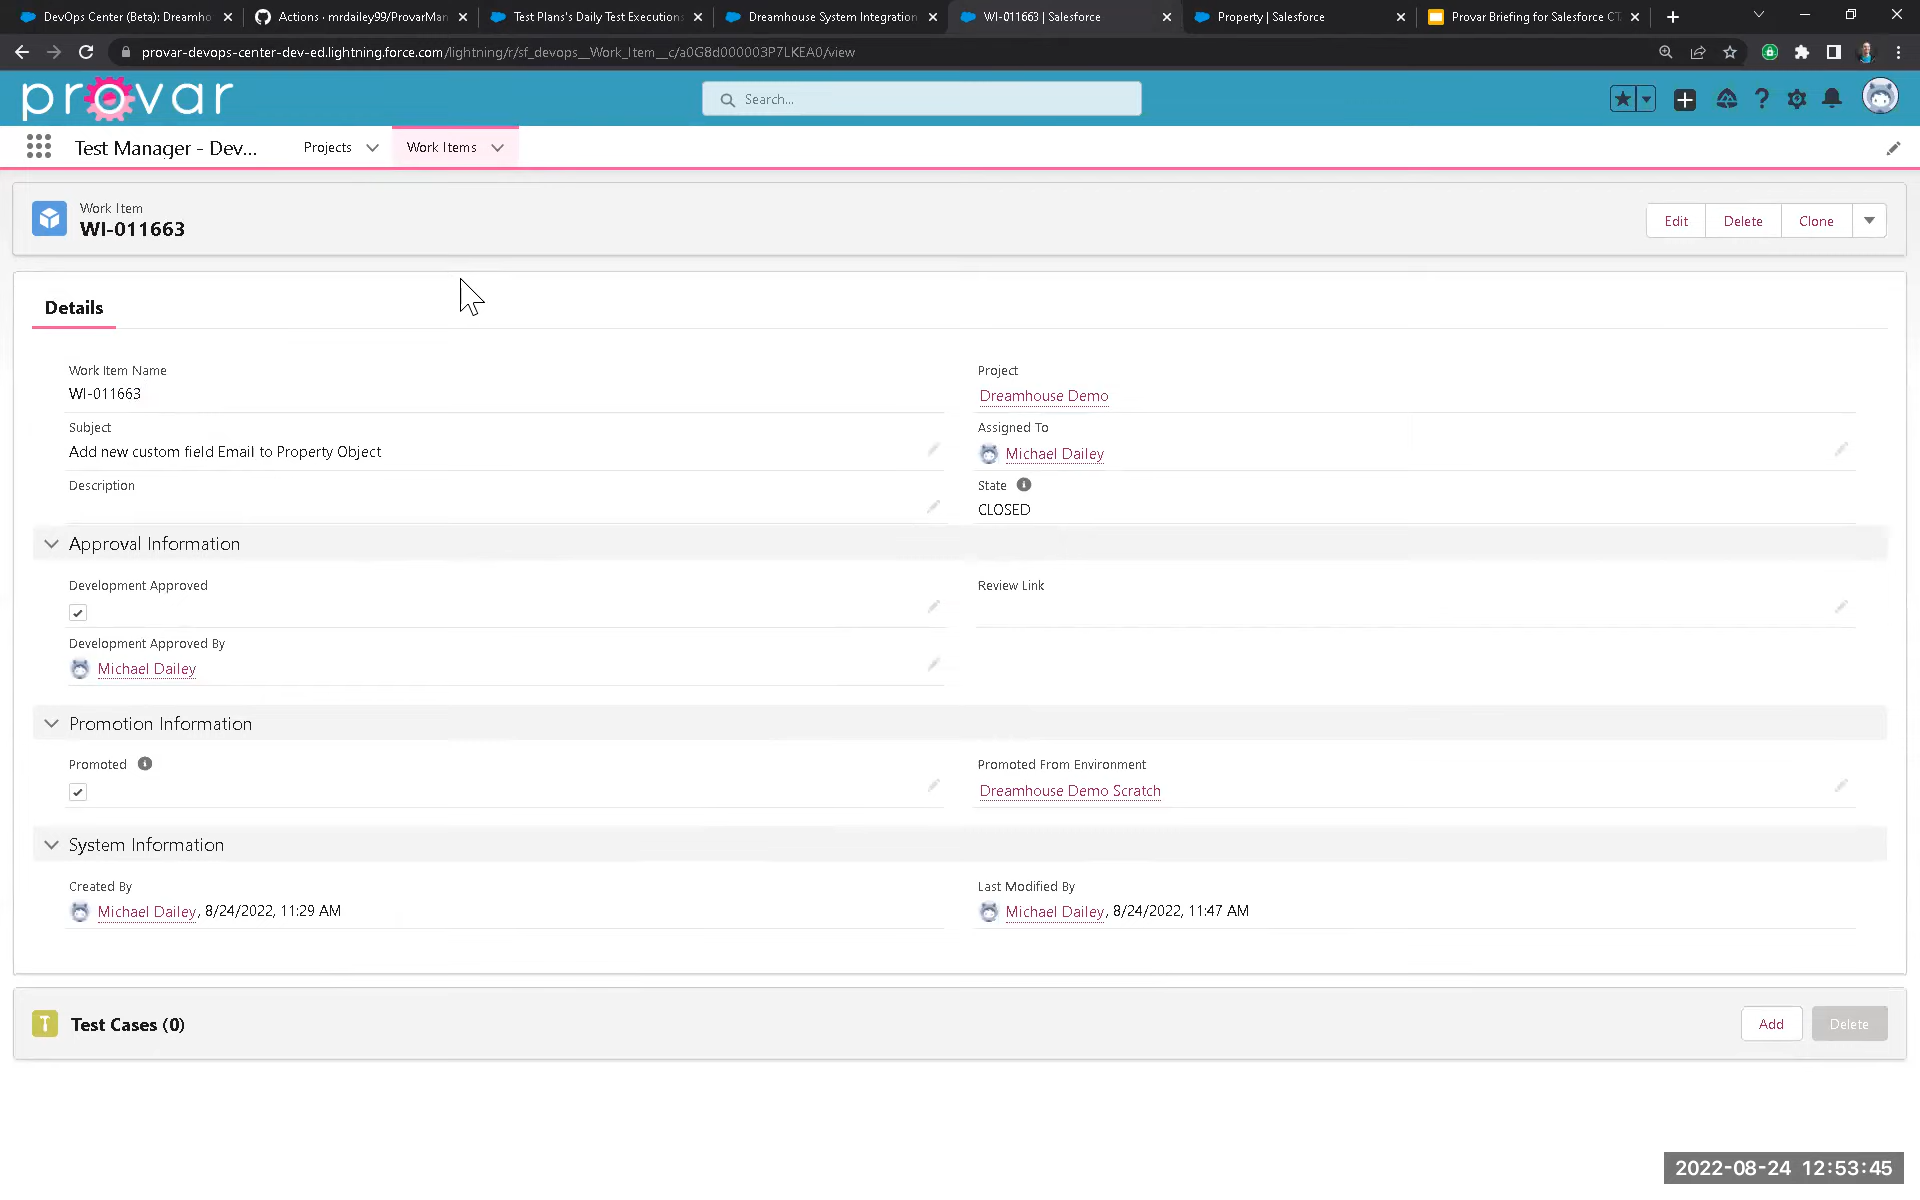 DevOps Center (Beta): Dreamho
Actions · mrdailey99/ProvarMan
Test Plans's Daily Test Executions
Dreamhouse System Integration
WI-011663 | Salesforce
Property | Salesforce
Provar Briefing for Salesforce CT
provar-devops-center-dev-ed.lightning.force.com/lightning/r/sf_devops__Work_Item__c/a0G8d000003P7LKEA0/view
provar
Search...
Test Manager - Dev...
Projects
Work Items
Work Item
WI-011663
Edit
Delete
Clone
Details
Work Item Name
WI-011663
Project
Dreamhouse Demo
Subject
Add new custom field Email to Property Object
Assigned To
Michael Dailey
Description
State
CLOSED
Approval Information
Development Approved
Review Link
Development Approved By
Michael Dailey
Promotion Information
Promoted
Promoted From Environment
Dreamhouse Demo Scratch
System Information
Created By
Michael Dailey, 8/24/2022, 11:29 AM
Last Modified By
Michael Dailey, 8/24/2022, 11:47 AM
Test Cases (0)
Add
Delete
2022-08-24 12:53:45